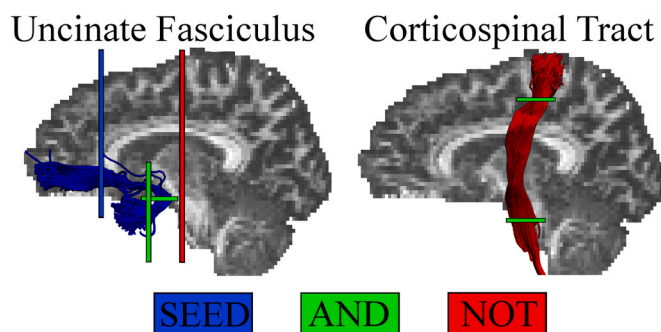 Uncinate Fasciculus
Corticospinal Tract
SEED
AND
NOT